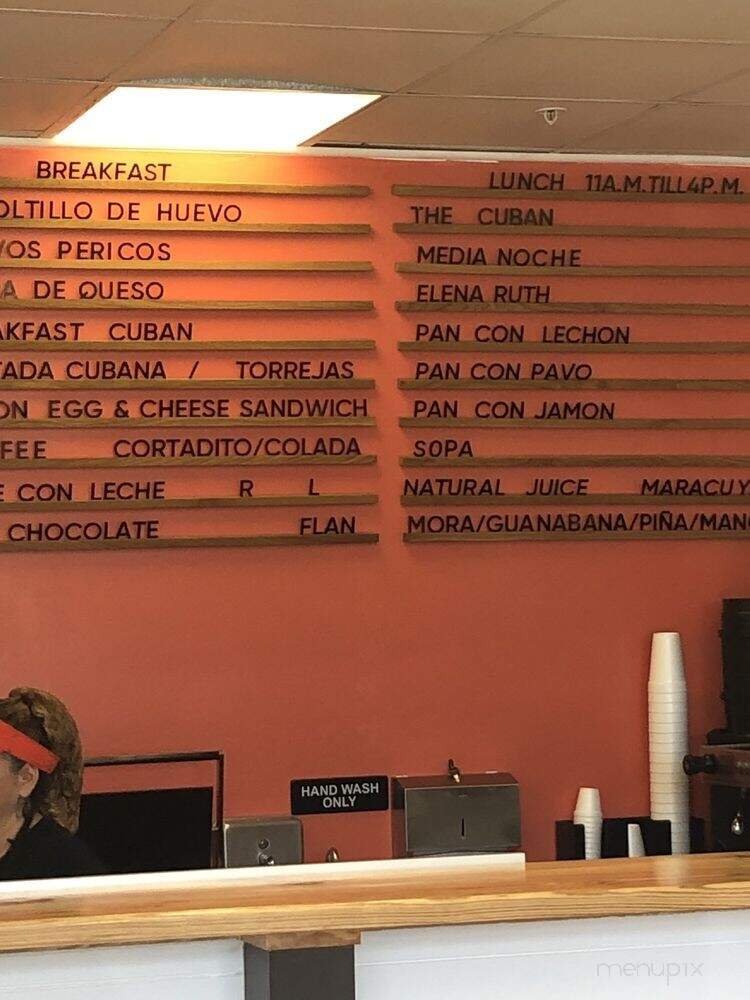 BREAKFAST
OLTILLO DE HUEVO
VOS PERICOS
A DE QUESO
AKFAST CUBAN
TADA CUBANA / TORREJAS
ON EGG & CHEESE SANDWICH
FEE CORTADITO/COLADA
E CON LECHE R L
CHOCOLATE FLAN
LUNCH 11A.M.TILL4P.M.
THE CUBAN
MEDIA NOCHE
ELENA RUTH
PAN CON LECHON
PAN CON PAVO
PAN CON JAMON
SOPA
NATURAL JUICE MARACUY
MORA/GUANABANA/PIÑA/MANG
HAND WASH
ONLY
menupix